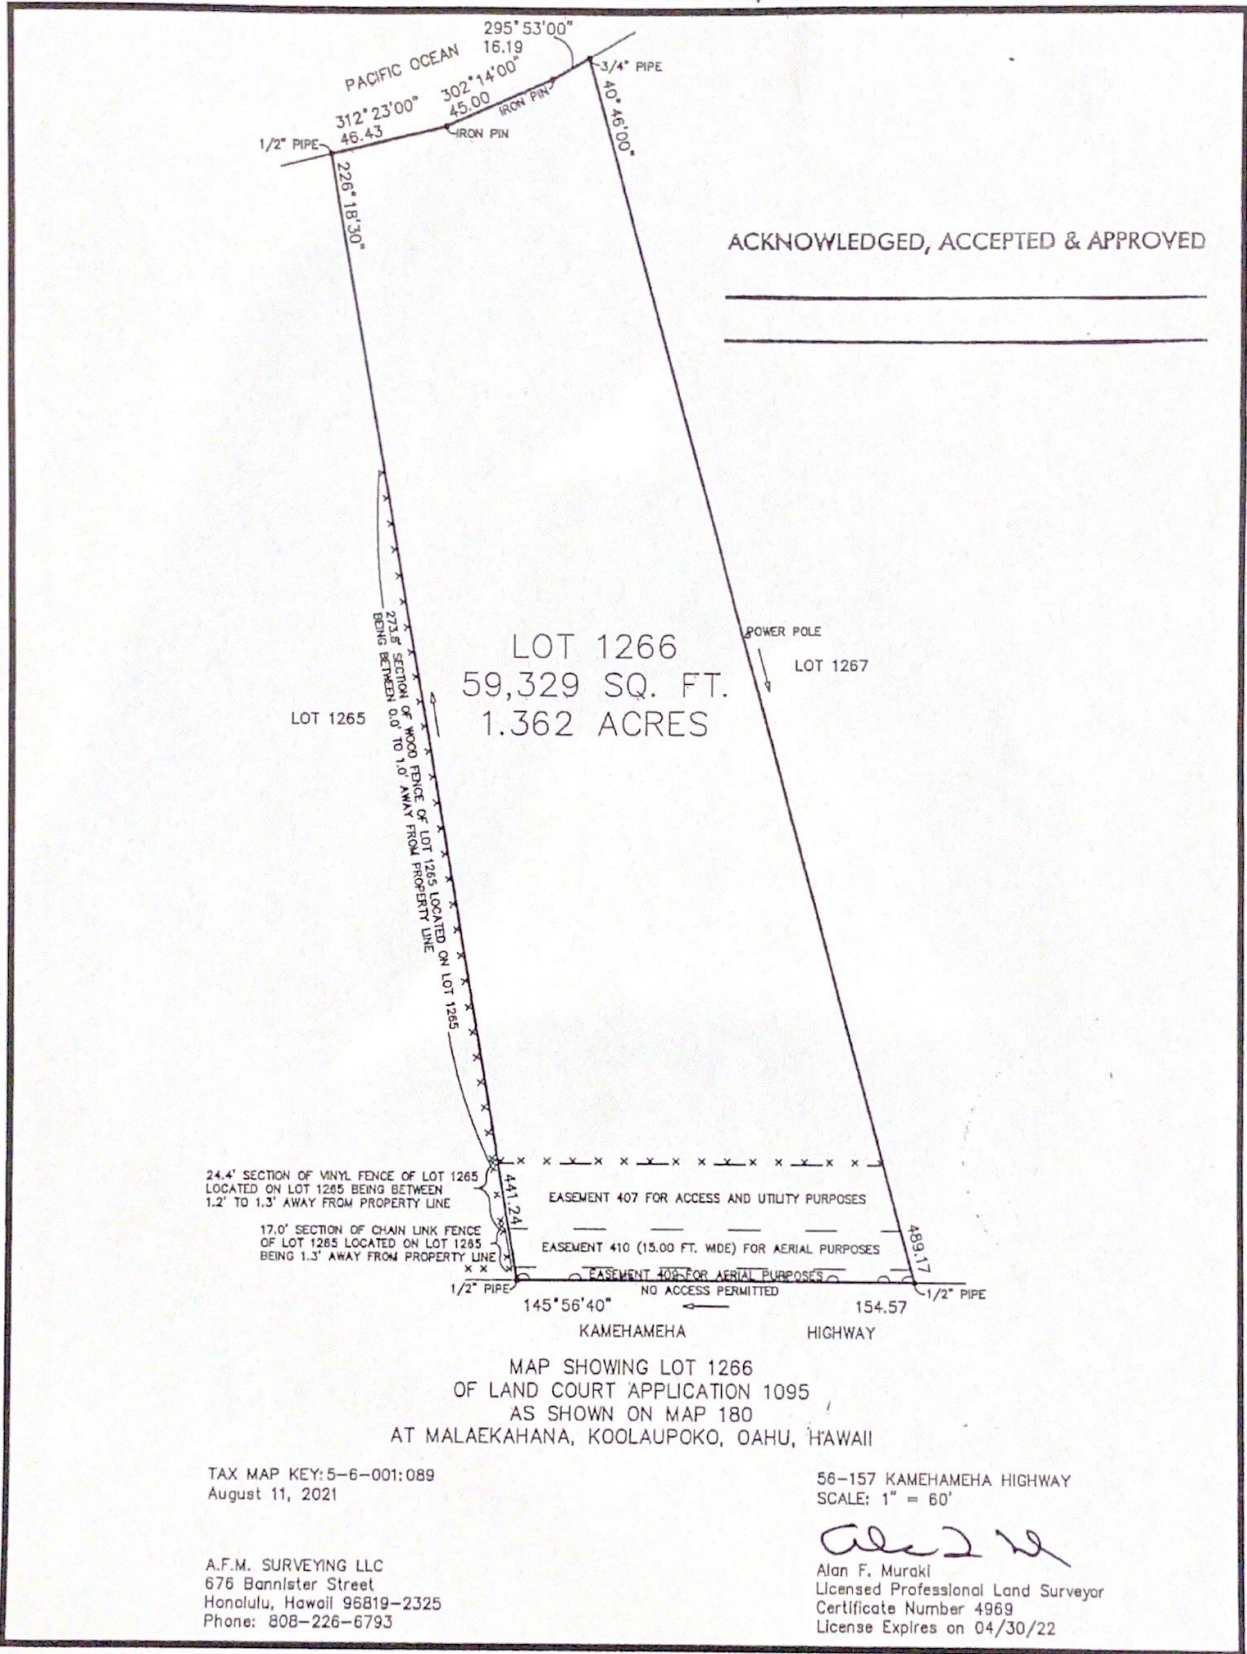 295°53'00"
16.19
PACIFIC OCEAN
302°14'00"
45.00
IRON PIN
3/4" PIPE
312°23'00"
46.43
IRON PIN
1/2" PIPE
40°46'00"
226°18'30"
ACKNOWLEDGED, ACCEPTED & APPROVED
LOT 1266
59,329 SQ. FT.
1.362 ACRES
POWER POLE
LOT 1267
LOT 1265
273.8' SECTION OF WOOD FENCE OF LOT 1265 LOCATED ON LOT 1265
BEING BETWEEN 0.0' TO 1.0' AWAY FROM PROPERTY LINE
24.4' SECTION OF VINYL FENCE OF LOT 1265
LOCATED ON LOT 1265 BEING BETWEEN
1.2' TO 1.3' AWAY FROM PROPERTY LINE
441.24
EASEMENT 407 FOR ACCESS AND UTILITY PURPOSES
17.0' SECTION OF CHAIN LINK FENCE
OF LOT 1265 LOCATED ON LOT 1265
BEING 1.3' AWAY FROM PROPERTY LINE
EASEMENT 410 (15.00 FT. WIDE) FOR AERIAL PURPOSES
489.17
EASEMENT 409 FOR AERIAL PURPOSES
NO ACCESS PERMITTED
1/2" PIPE
1/2" PIPE
145°56'40"
154.57
KAMEHAMEHA HIGHWAY
MAP SHOWING LOT 1266
OF LAND COURT APPLICATION 1095
AS SHOWN ON MAP 180
AT MALAEKAHANA, KOOLAUPOKO, OAHU, HAWAII
TAX MAP KEY: 5-6-001: 089
August 11, 2021
56-157 KAMEHAMEHA HIGHWAY
SCALE: 1" = 60'
A.F.M. SURVEYING LLC
676 Bannister Street
Honolulu, Hawaii 96819-2325
Phone: 808-226-6793
Alan F. Muraki
Licensed Professional Land Surveyor
Certificate Number 4969
License Expires on 04/30/22